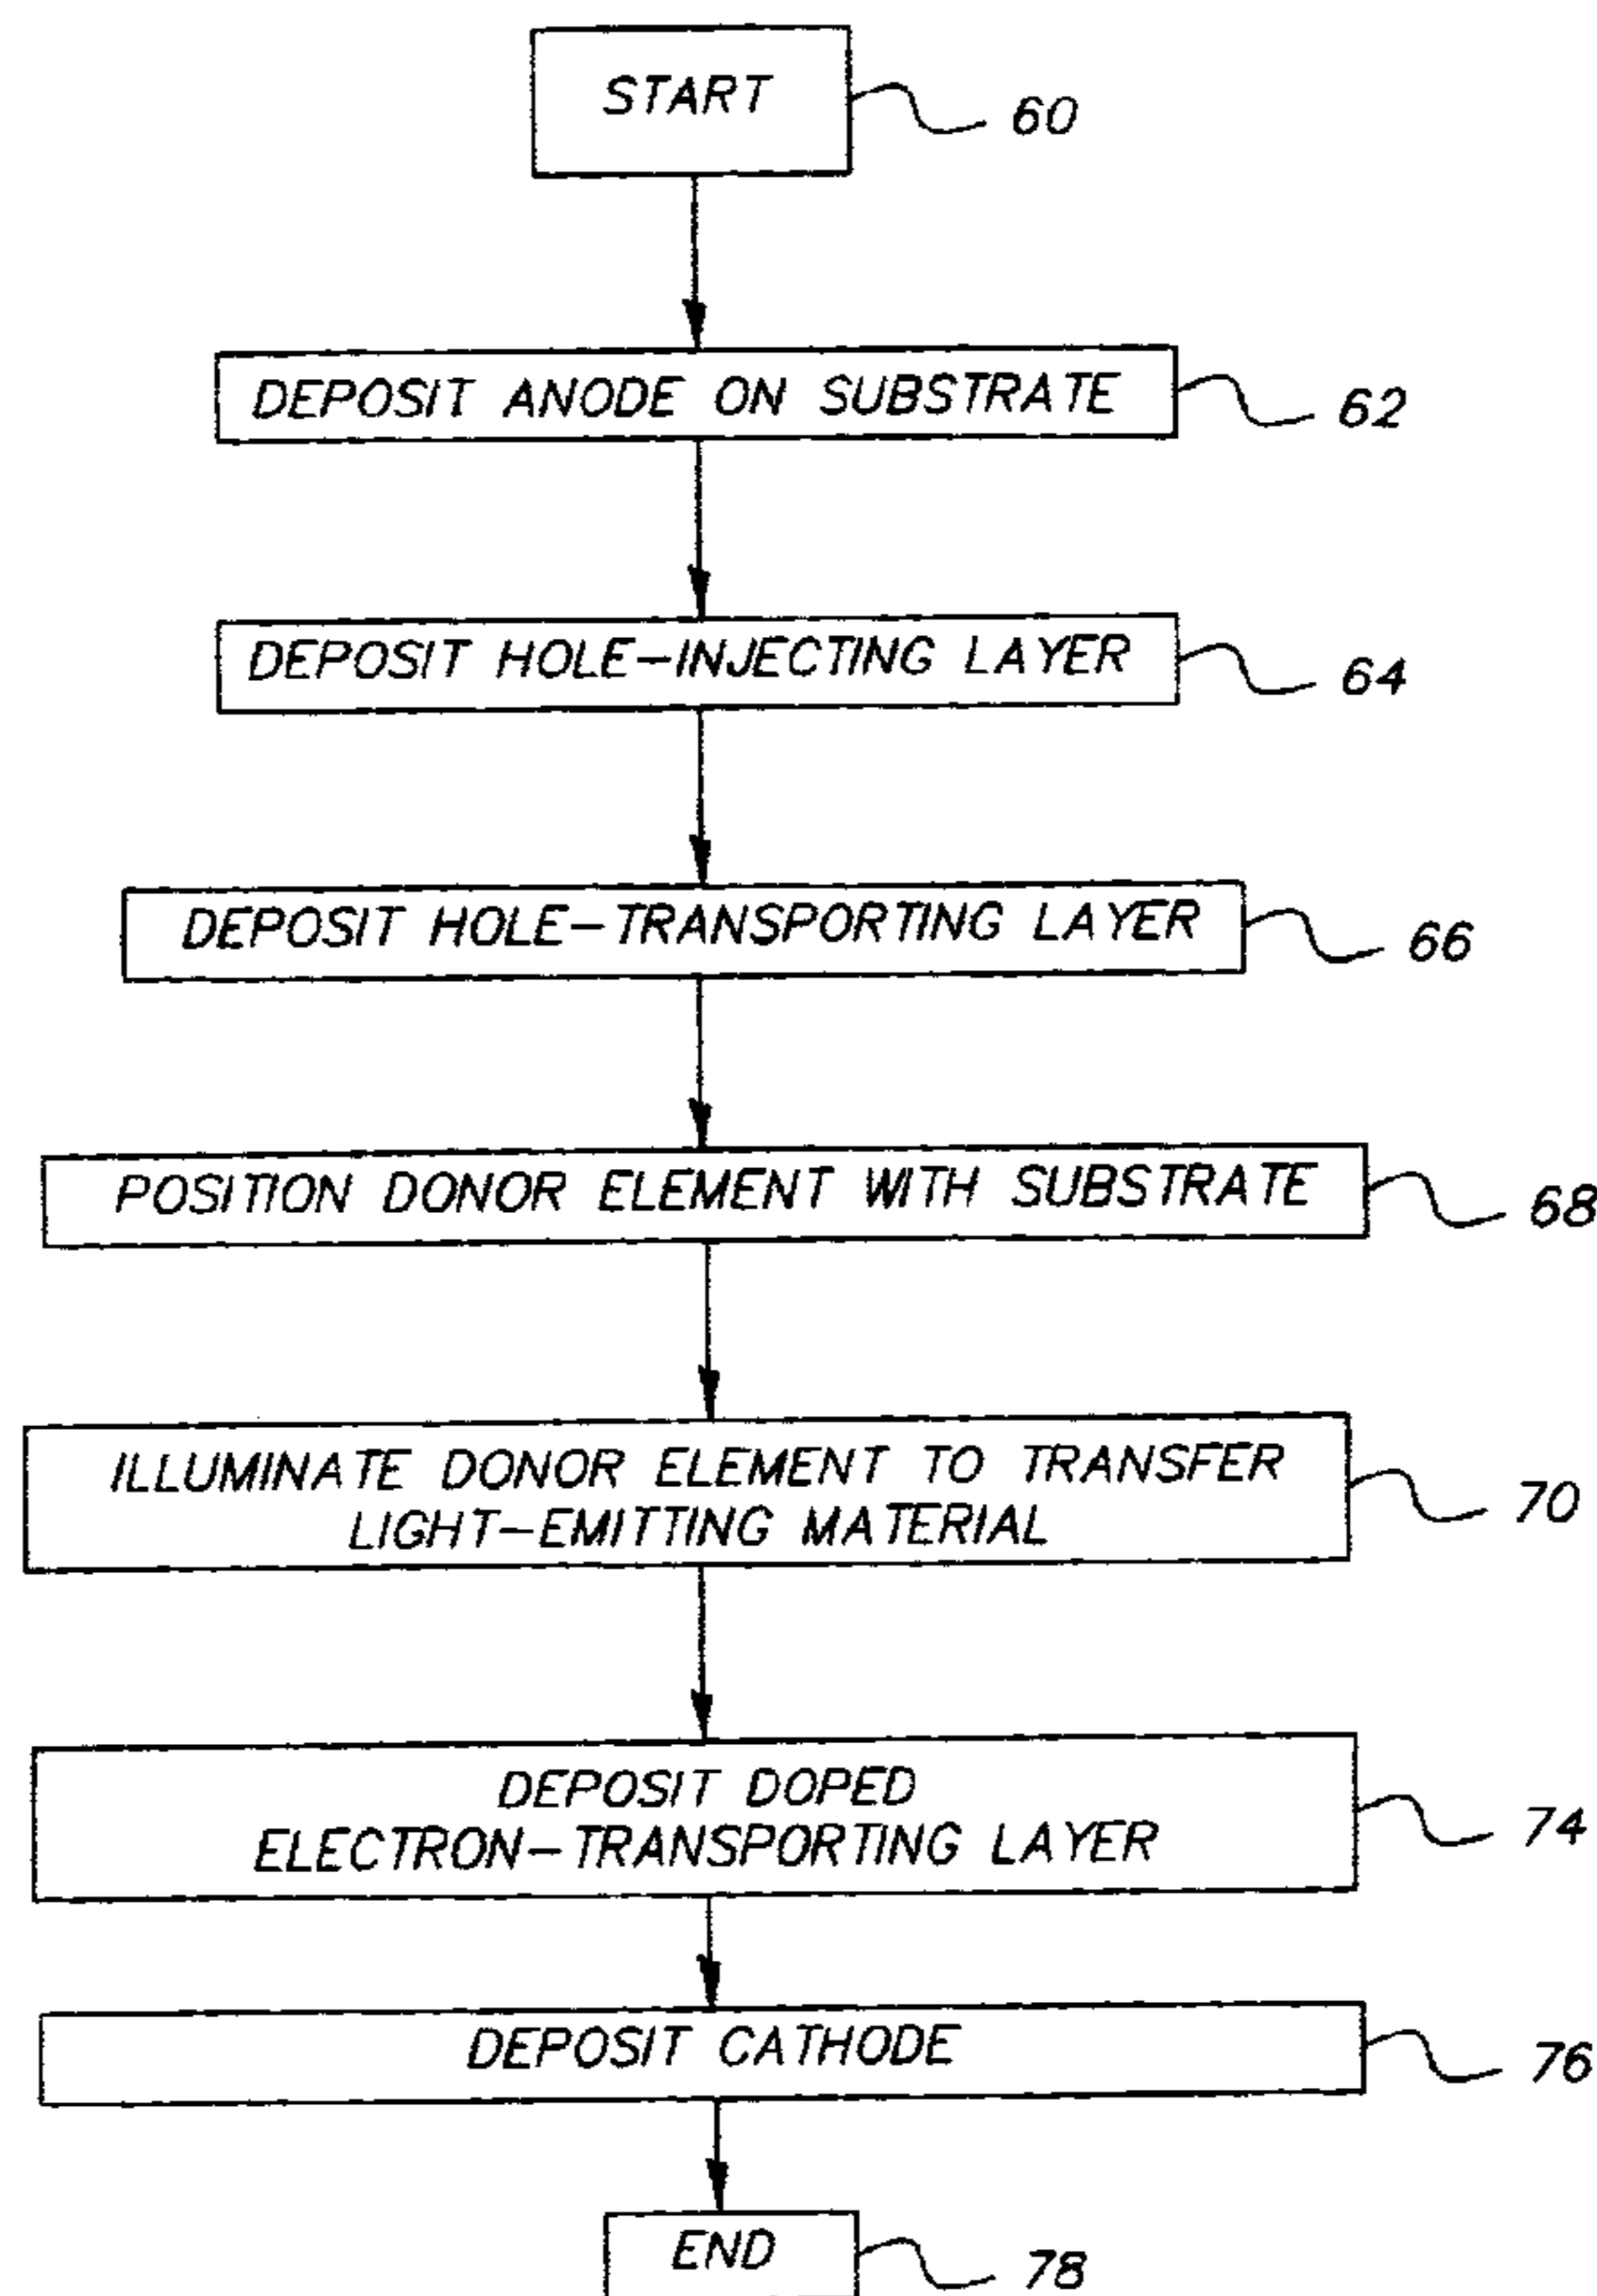 START
60
DEPOSIT ANODE ON SUBSTRATE
62
DEPOSIT HOLE-INJECTING LAYER
64
DEPOSIT HOLE-TRANSPORTING LAYER
66
POSITION DONOR ELEMENT WITH SUBSTRATE
68
ILLUMINATE DONOR ELEMENT TO TRANSFER
LIGHT-EMITTING MATERIAL
70
DEPOSIT DOPED
ELECTRON-TRANSPORTING LAYER
74
DEPOSIT CATHODE
76
END
78